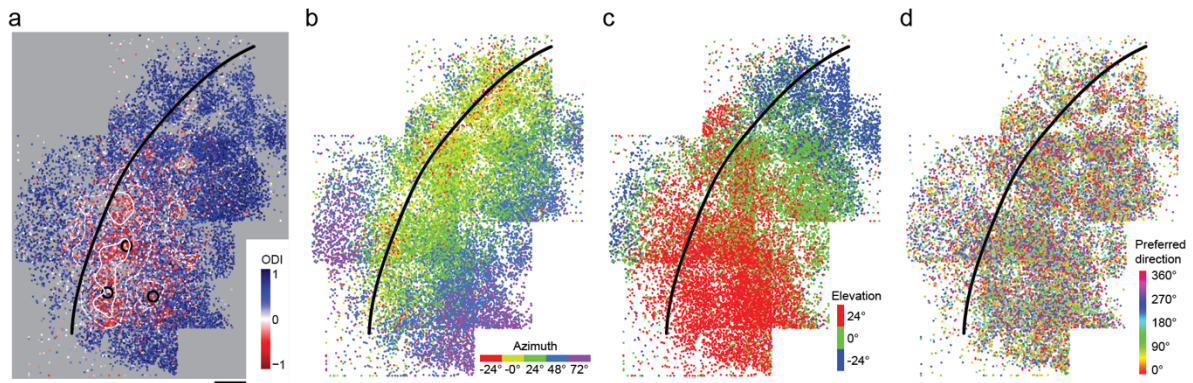 a
b
c
d
ODI
1
0
−1
Azimuth
-24° -0° 24° 48° 72°
Elevation
24°
0°
-24°
Preferred
direction
360°
270°
180°
90°
0°